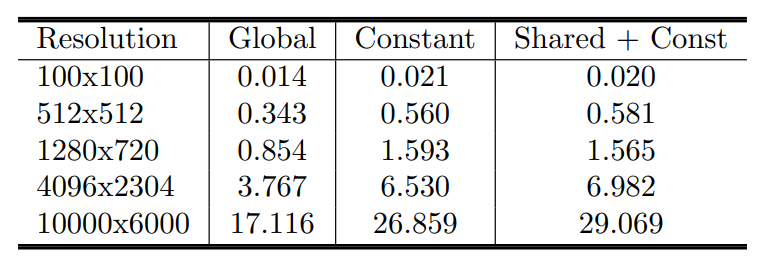 Resolution Global Constant Shared + Const
100x100 0.014 0.021 0.020
512x512 0.343 0.560 0.581
1280x720 0.854 1.593 1.565
4096x2304 3.767 6.530 6.982
10000x6000 17.116 26.859 29.069